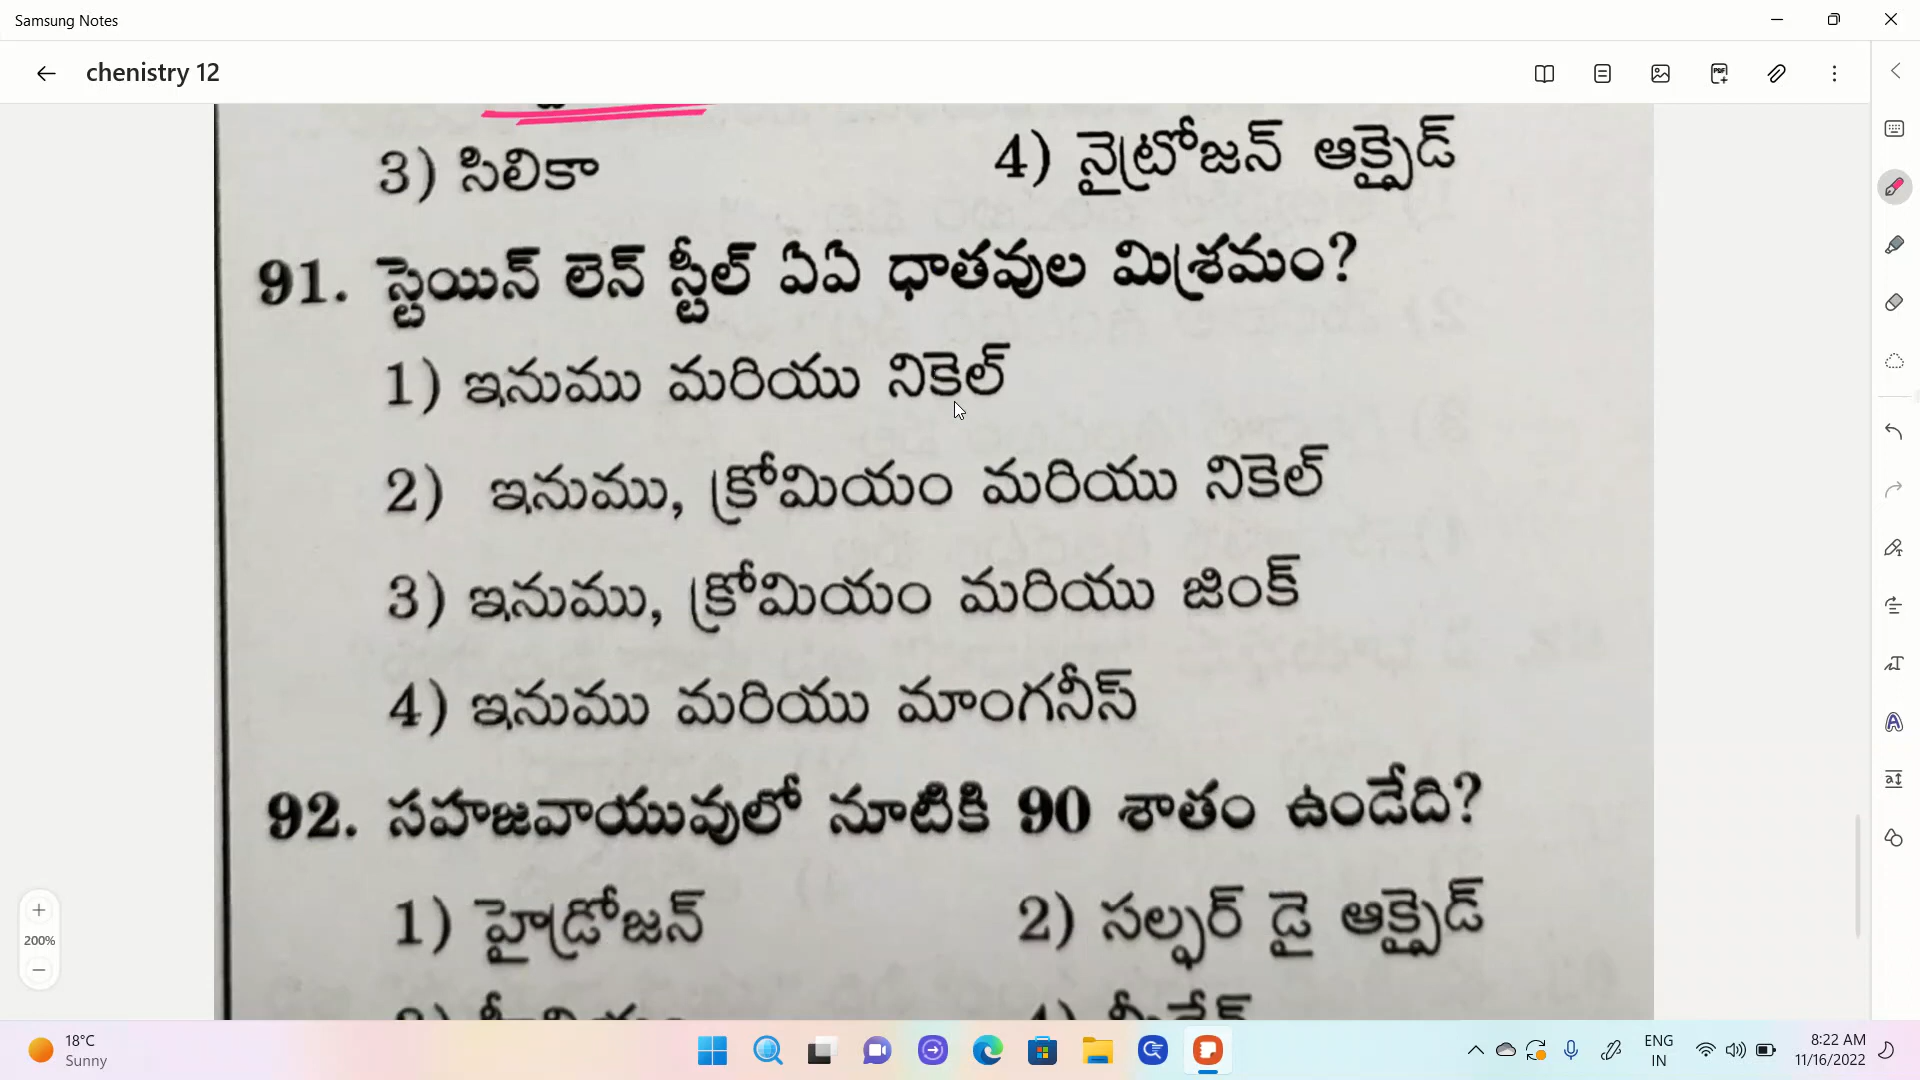 Samsung Notes
chenistry 12
3) సిలికా 4) నైట్రోజన్ ఆక్సైడ్
91. స్టెయిన్ లెస్ స్టీల్ ఏఏ ధాతవుల మిశ్రమం?
1) ఇనుము మరియు నికెల్
2) ఇనుము, క్రోమియం మరియు నికెల్
3) ఇనుము, క్రోమియం మరియు జింక్
4) ఇనుము మరియు మాంగనీస్
92. సహజవాయువులో నూటికి 90 శాతం ఉండేది?
1) హైడ్రోజన్ 2) సల్ఫర్ డై ఆక్సైడ్
200%
18°C
Sunny
ENG
IN
8:22 AM
11/16/2022